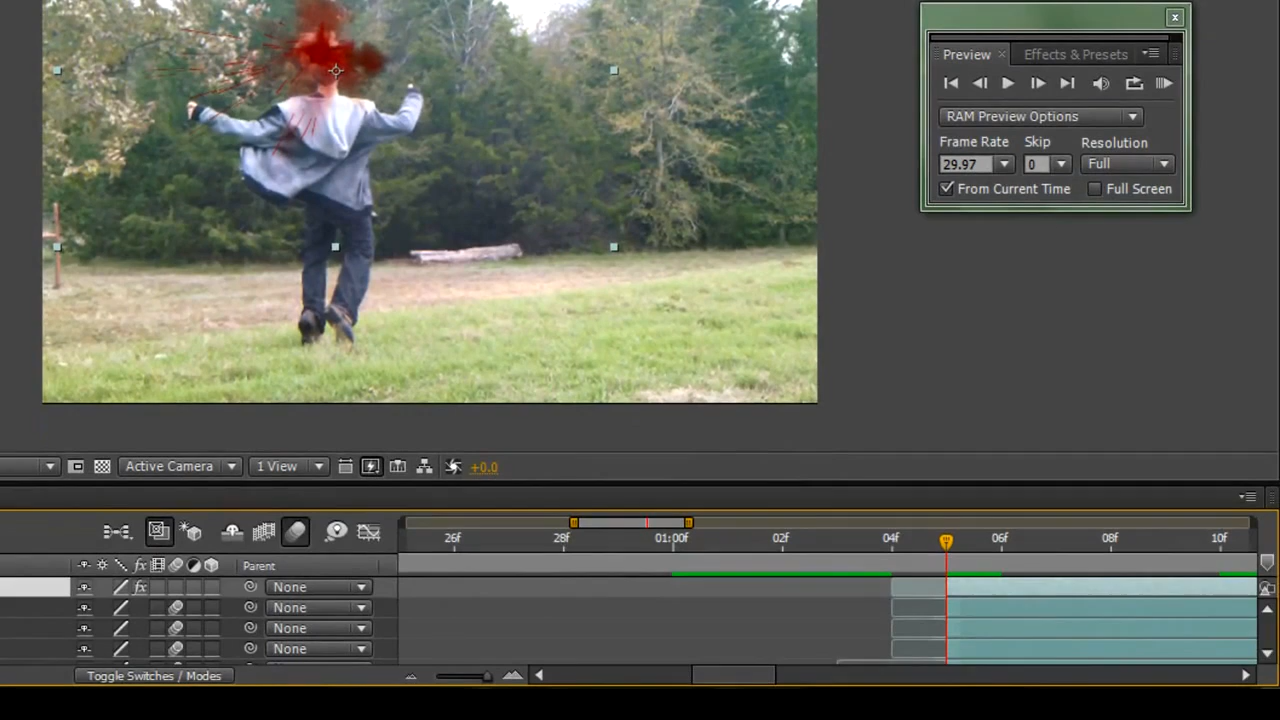 Preview
Effects & Presets
RAM Preview Options
Frame Rate Skip Resolution
29.97 0 Full
From Current Time Full Screen
Active Camera 1 View +0.0
26f 28f 01:00f 02f 04f 06f 08f 10f
fx Parent
fx None
None
None
None
Toggle Switches / Modes